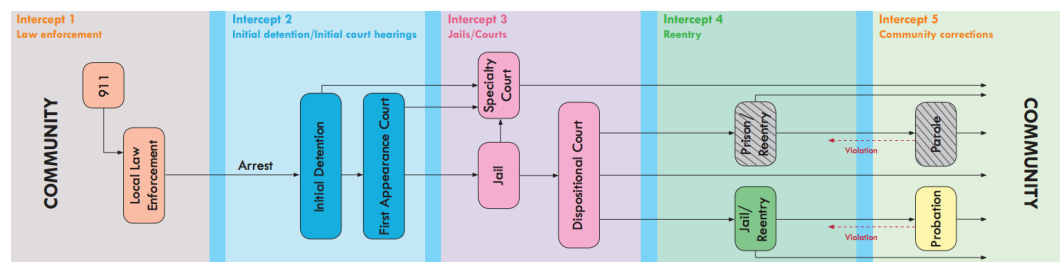 Intercept 1
Law enforcement
Intercept 2
Initial detention/Initial court hearings
Intercept 3
Jails/Courts
Intercept 4
Reentry
Intercept 5
Community corrections
COMMUNITY
911
Local Law
Enforcement
Arrest
Initial Detention
First Appearance Court
Specialty
Court
Jail
Dispositional Court
Prison/
Reentry
Violation
Parole
Jail/
Reentry
Violation
Probation
COMMUNITY